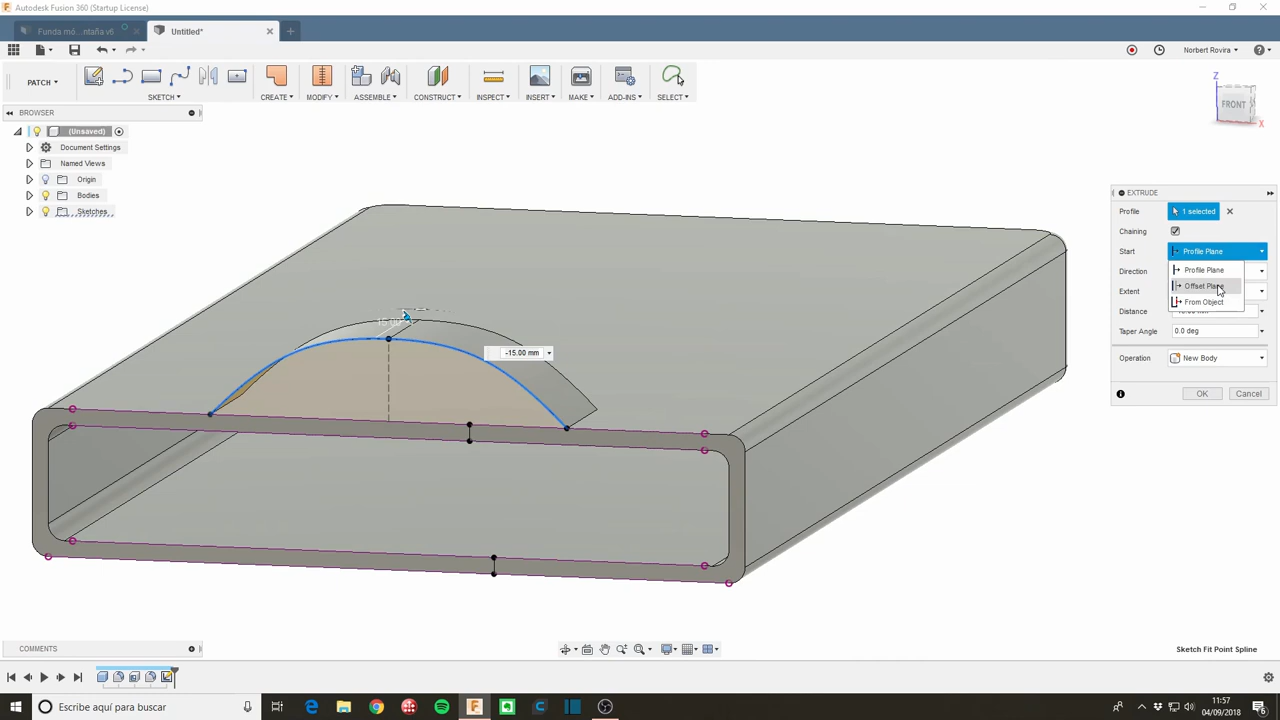 Autodesk Fusion 360 (Startup License)
Funda mó...ntaña v6
Untitled*
Norbert Rovira
PATCH
SKETCH
CREATE
MODIFY
ASSEMBLE
CONSTRUCT
INSPECT
INSERT
MAKE
ADD-INS
SELECT
BROWSER
(Unsaved)
Document Settings
Named Views
Origin
Bodies
Sketches
Z
FRONT
X
EXTRUDE
Profile
1 selected
Chaining
Start
Profile Plane
Profile Plane
Direction
Offset Plane
Extent
From Object
Distance
Taper Angle
0.0 deg
Operation
New Body
OK
Cancel
15.00
-15.00 mm
COMMENTS
Sketch Fit Point Spline
Escribe aquí para buscar
11:57
04/09/2018